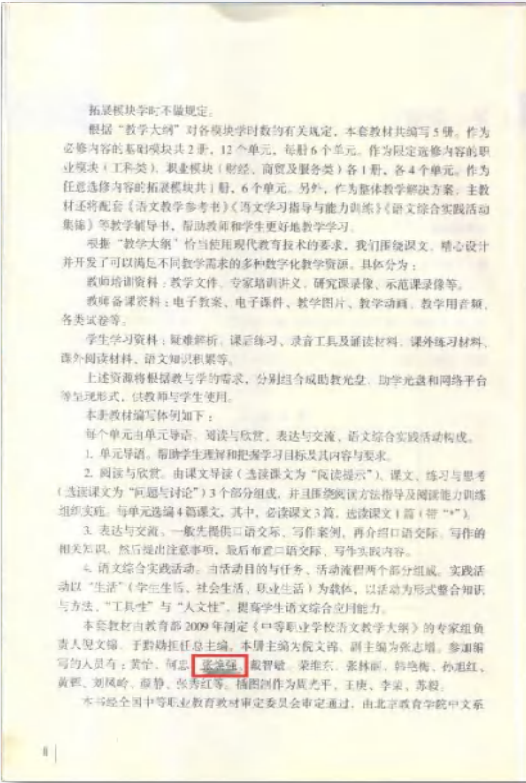 拓展模块学时不做规定。
根据“教学大纲”对各模块学时数的有关规定，本套教材共编写5册。作为
必修内容的基础模块共2册，12个单元，每册6个单元。作为限定选修内容的职
业模块（工科类）、职业模块（财经、商贸及服务类）各1册，各4个单元。作为
任意选修内容的拓展模块共1册，6个单元。另外，作为整体教学解决方案，主教
材还将配套《语文教学参考书》《语文学习指导与能力训练》《语文综合实践活动
集锦》等教学辅导书，帮助教师和学生更好地教学学习。
根据“教学大纲”恰当使用现代教育技术的要求，我们围绕课文，精心设计
并开发了可以满足不同教学需求的多种数字化教学资源。具体分为：
教师培训资料：教学文件、专家培训讲义、研究课录像、示范课录像等。
教师备课资料：电子教案、电子课件、教学图片、教学动画、教学用音频、
各类试卷等。
学生学习资料：疑难解析、课后练习、录音工具及诵读材料、课外练习材料、
课外阅读材料、语文知识积累等。
上述资源将根据教与学的需求，分别组合成助教光盘、助学光盘和网络平台
等呈现形式，供教师与学生使用。
本套教材编写体例如下：
每个单元由单元导语、阅读与欣赏、表达与交流、语文综合实践活动构成。
1. 单元导语。帮助学生理解和把握学习目标及其内容与要求。
2. 阅读与欣赏。由课文导读（选读课文为“阅读提示”）、课文、练习与思考
（选读课文为“问题与讨论”）3个部分组成，并且围绕阅读方法指导及阅读能力训练
组织实施。每单元选编4篇课文，其中，必读课文3篇，选读课文1篇（标“*”）。
3. 表达与交流。一般先提供口语交际、写作案例，再介绍口语交际、写作的
相关知识，然后提出注意事项，最后布置口语交际、写作实践内容。
4. 语文综合实践活动。由活动目的与任务、活动流程两个部分组成。实践活
动以“生活”（学生生活、社会生活、职业生活）为载体，以活动为形式整合知识
与方法、“工具性”与“人文性”，提高学生语文综合应用能力。
本套教材由教育部2009年制定《中等职业学校语文教学大纲》的专家组负
责人倪文锦、于黔勋担任总主编。本册主编为倪文锦，副主编为张志增。参加编
写的人员有：黄怡、何忠、张焕强、戴智敏、荣维东、张林丽、韩艳梅、孙旭红、
刘凤岭、颜静、张秀红等。插图创作为周光平、王庚、李荣、苏毅。
本书经全国中等职业教育教材审定委员会审定通过，由北京教育学院中文系
II